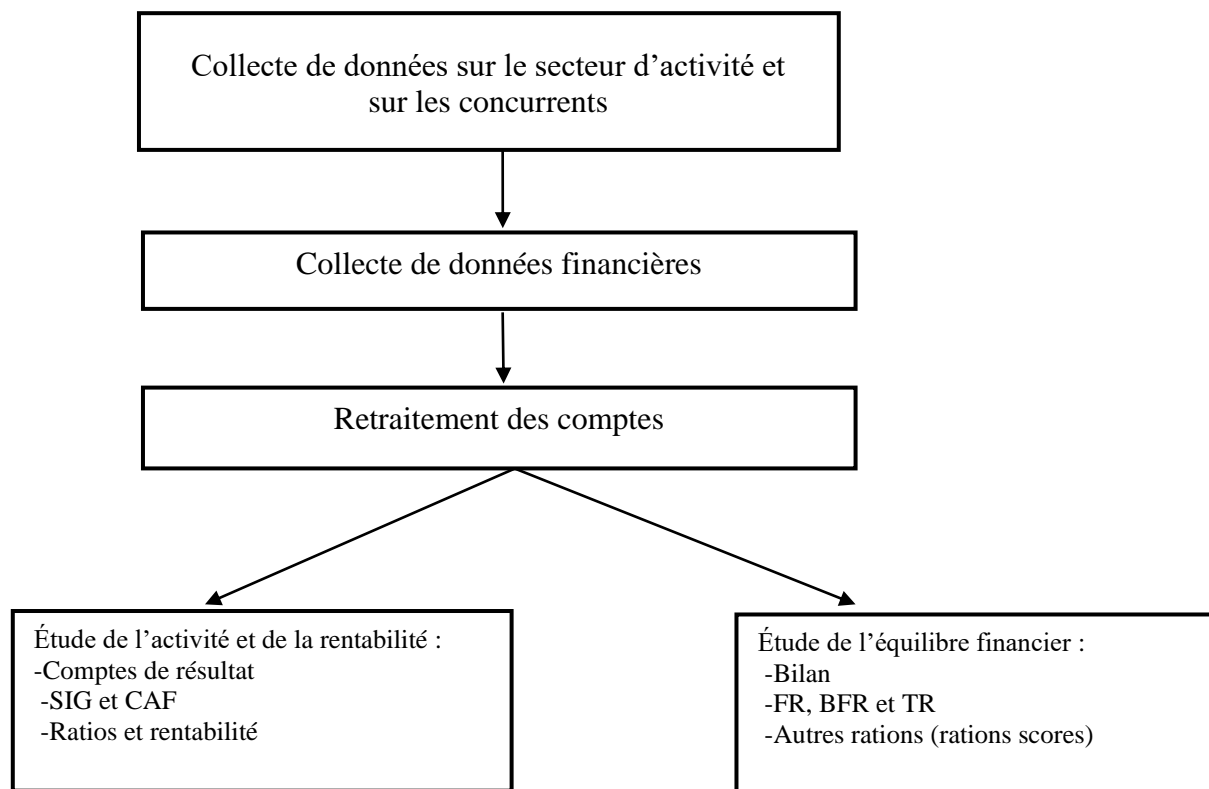 Collecte de données sur le secteur d’activité et
sur les concurrents
Collecte de données financières
Retraitement des comptes
Étude de l’activité et de la rentabilité :
-Comptes de résultat
-SIG et CAF
-Ratios et rentabilité
Étude de l’équilibre financier :
-Bilan
-FR, BFR et TR
-Autres rations (rations scores)